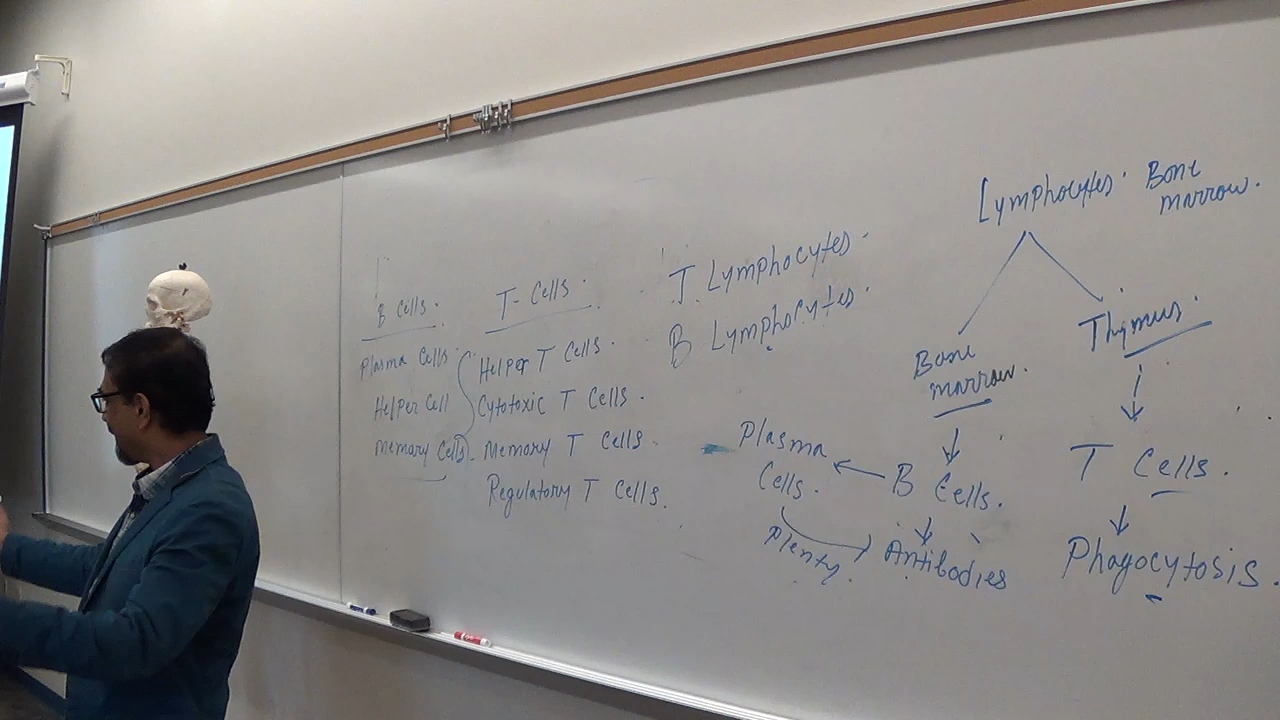 B Cells.
Plasma Cells
Helper Cell
Memory Cells
T- Cells.
Helper T Cells.
Cytotoxic T Cells.
Memory T Cells
Regulatory T Cells.
T Lymphocytes.
B Lymphocytes.
Lymphocytes. Bone
marrow.
Bone
marrow.
Thymus.
Plasma
Cells.
B Cells.
T Cells.
Plenty.
Antibodies
Phagocytosis.